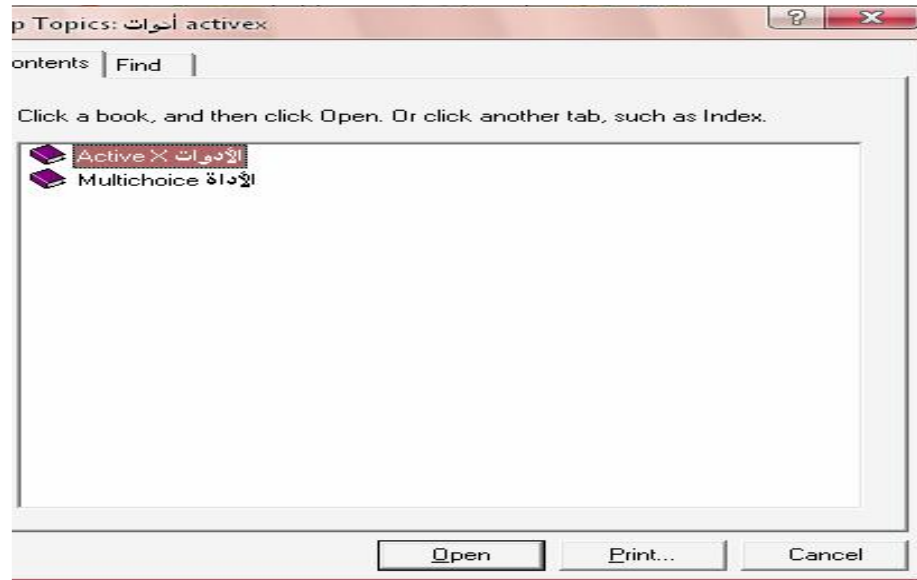 p Topics: أدوات activex
ontents Find
Click a book, and then click Open. Or click another tab, such as Index.
Active X الأدوات
Multichoice الأداة
Open Print... Cancel